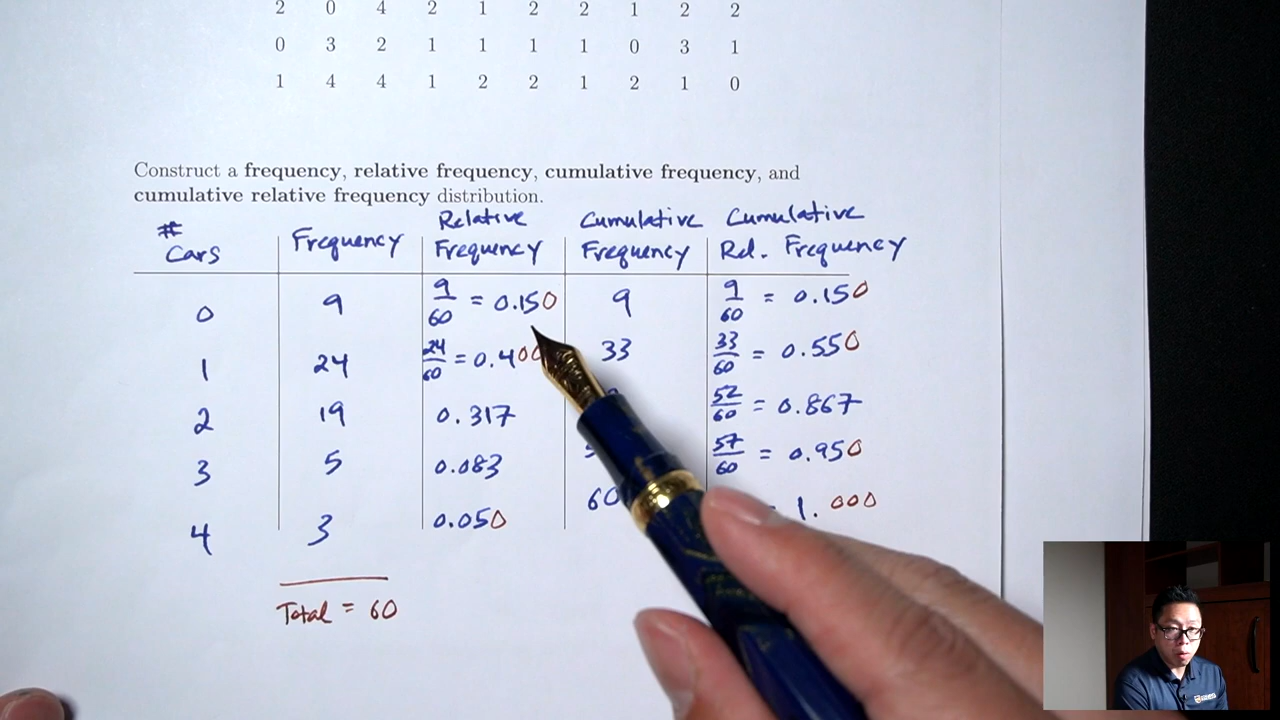 2 0 4 2 1 2 2 1 2 2
0 3 2 1 1 1 1 0 3 1
1 4 4 1 2 2 1 2 1 0
Construct a frequency, relative frequency, cumulative frequency, and
cumulative relative frequency distribution.
# Cars Frequency Relative Frequency Cumulative Frequency Cumulative Rel. Frequency
0 9 9/60 = 0.150 9 9/60 = 0.150
1 24 24/60 = 0.400 33 33/60 = 0.550
2 19 0.317 52/60 = 0.867
3 5 0.083 5 57/60 = 0.950
4 3 0.050 60 = 1.000
Total = 60